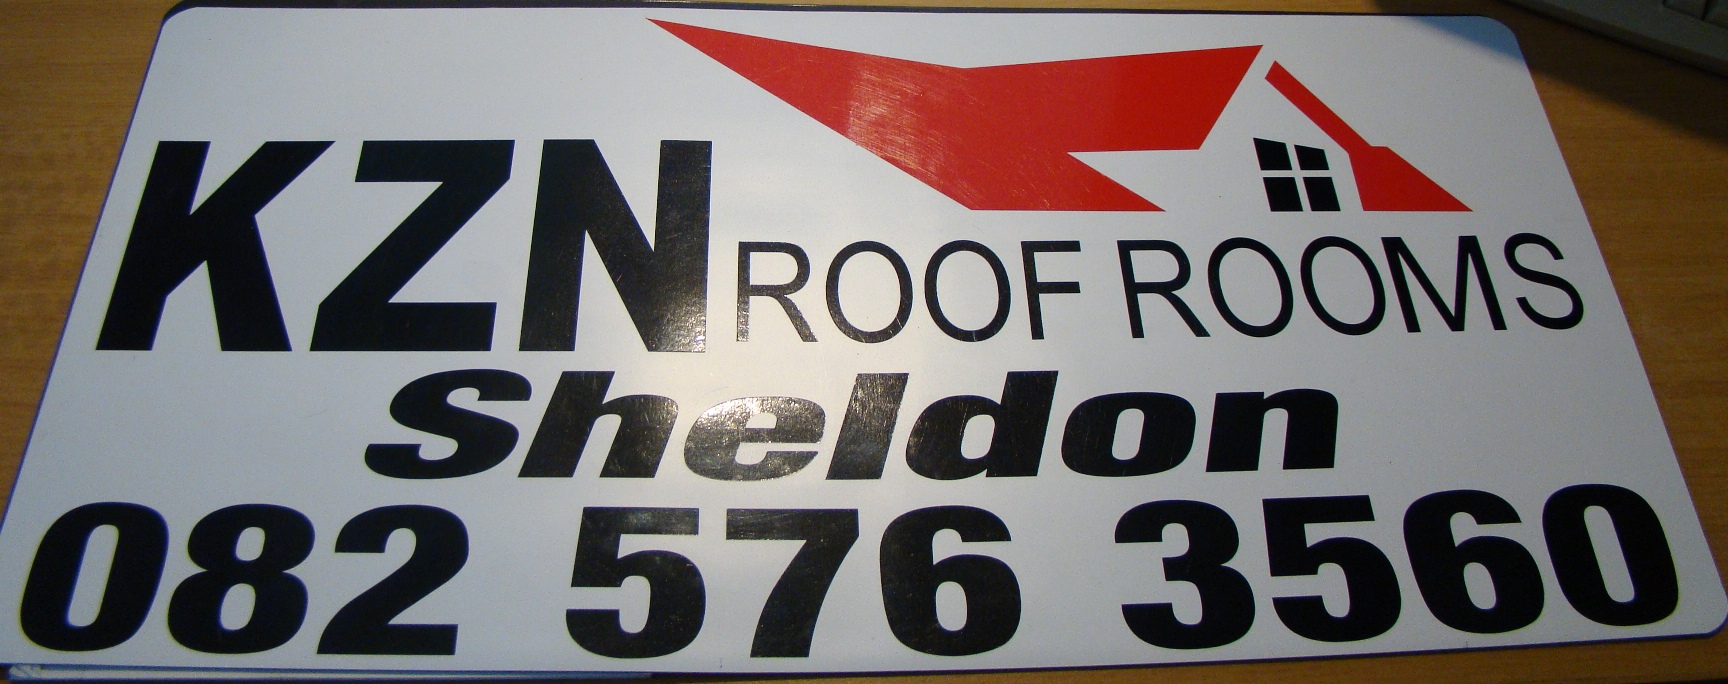 KZN ROOF ROOMS
Sheldon
082 576 3560